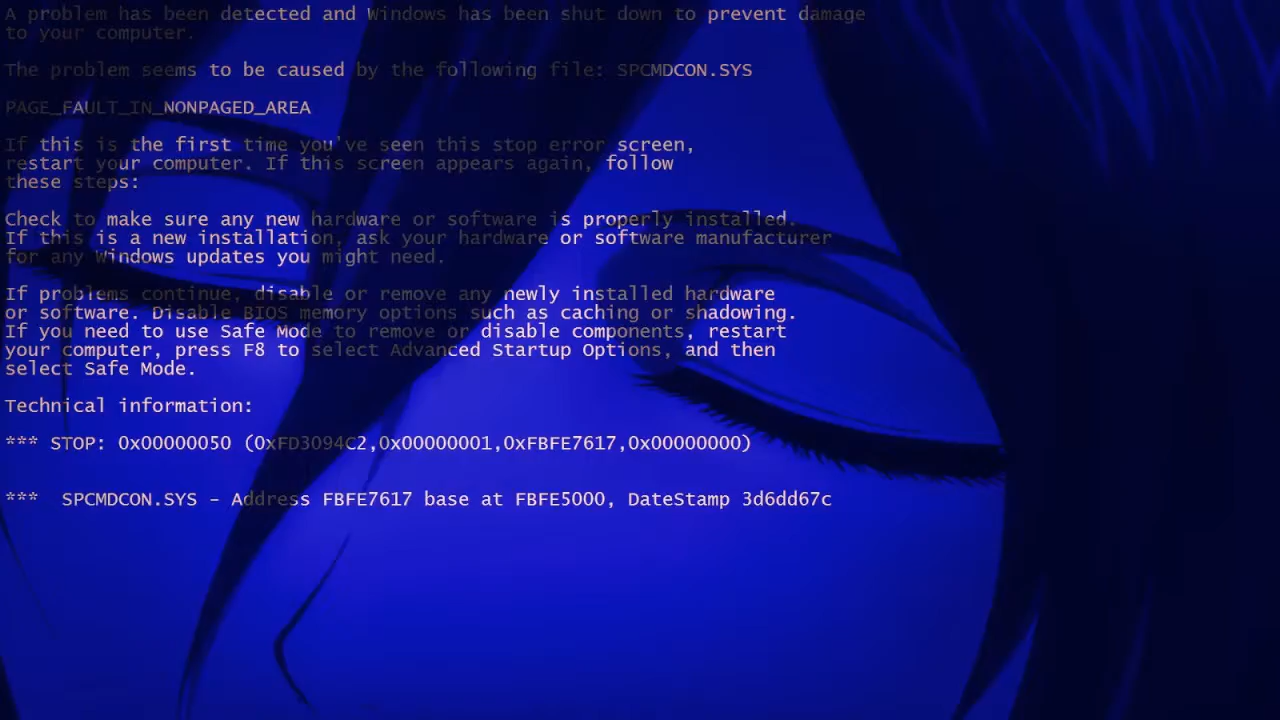 A problem has been detected and Windows has been shut down to prevent damage
to your computer.
The problem seems to be caused by the following file: SPCMDCON.SYS
PAGE_FAULT_IN_NONPAGED_AREA
If this is the first time you've seen this stop error screen,
restart your computer. If this screen appears again, follow
these steps:
Check to make sure any new hardware or software is properly installed.
If this is a new installation, ask your hardware or software manufacturer
for any Windows updates you might need.
If problems continue, disable or remove any newly installed hardware
or software. Disable BIOS memory options such as caching or shadowing.
If you need to use Safe Mode to remove or disable components, restart
your computer, press F8 to select Advanced Startup Options, and then
select Safe Mode.
Technical information:
*** STOP: 0x00000050 (0xFD3094C2,0x00000001,0xFBFE7617,0x00000000)
*** SPCMDCON.SYS - Address FBFE7617 base at FBFE5000, DateStamp 3d6dd67c